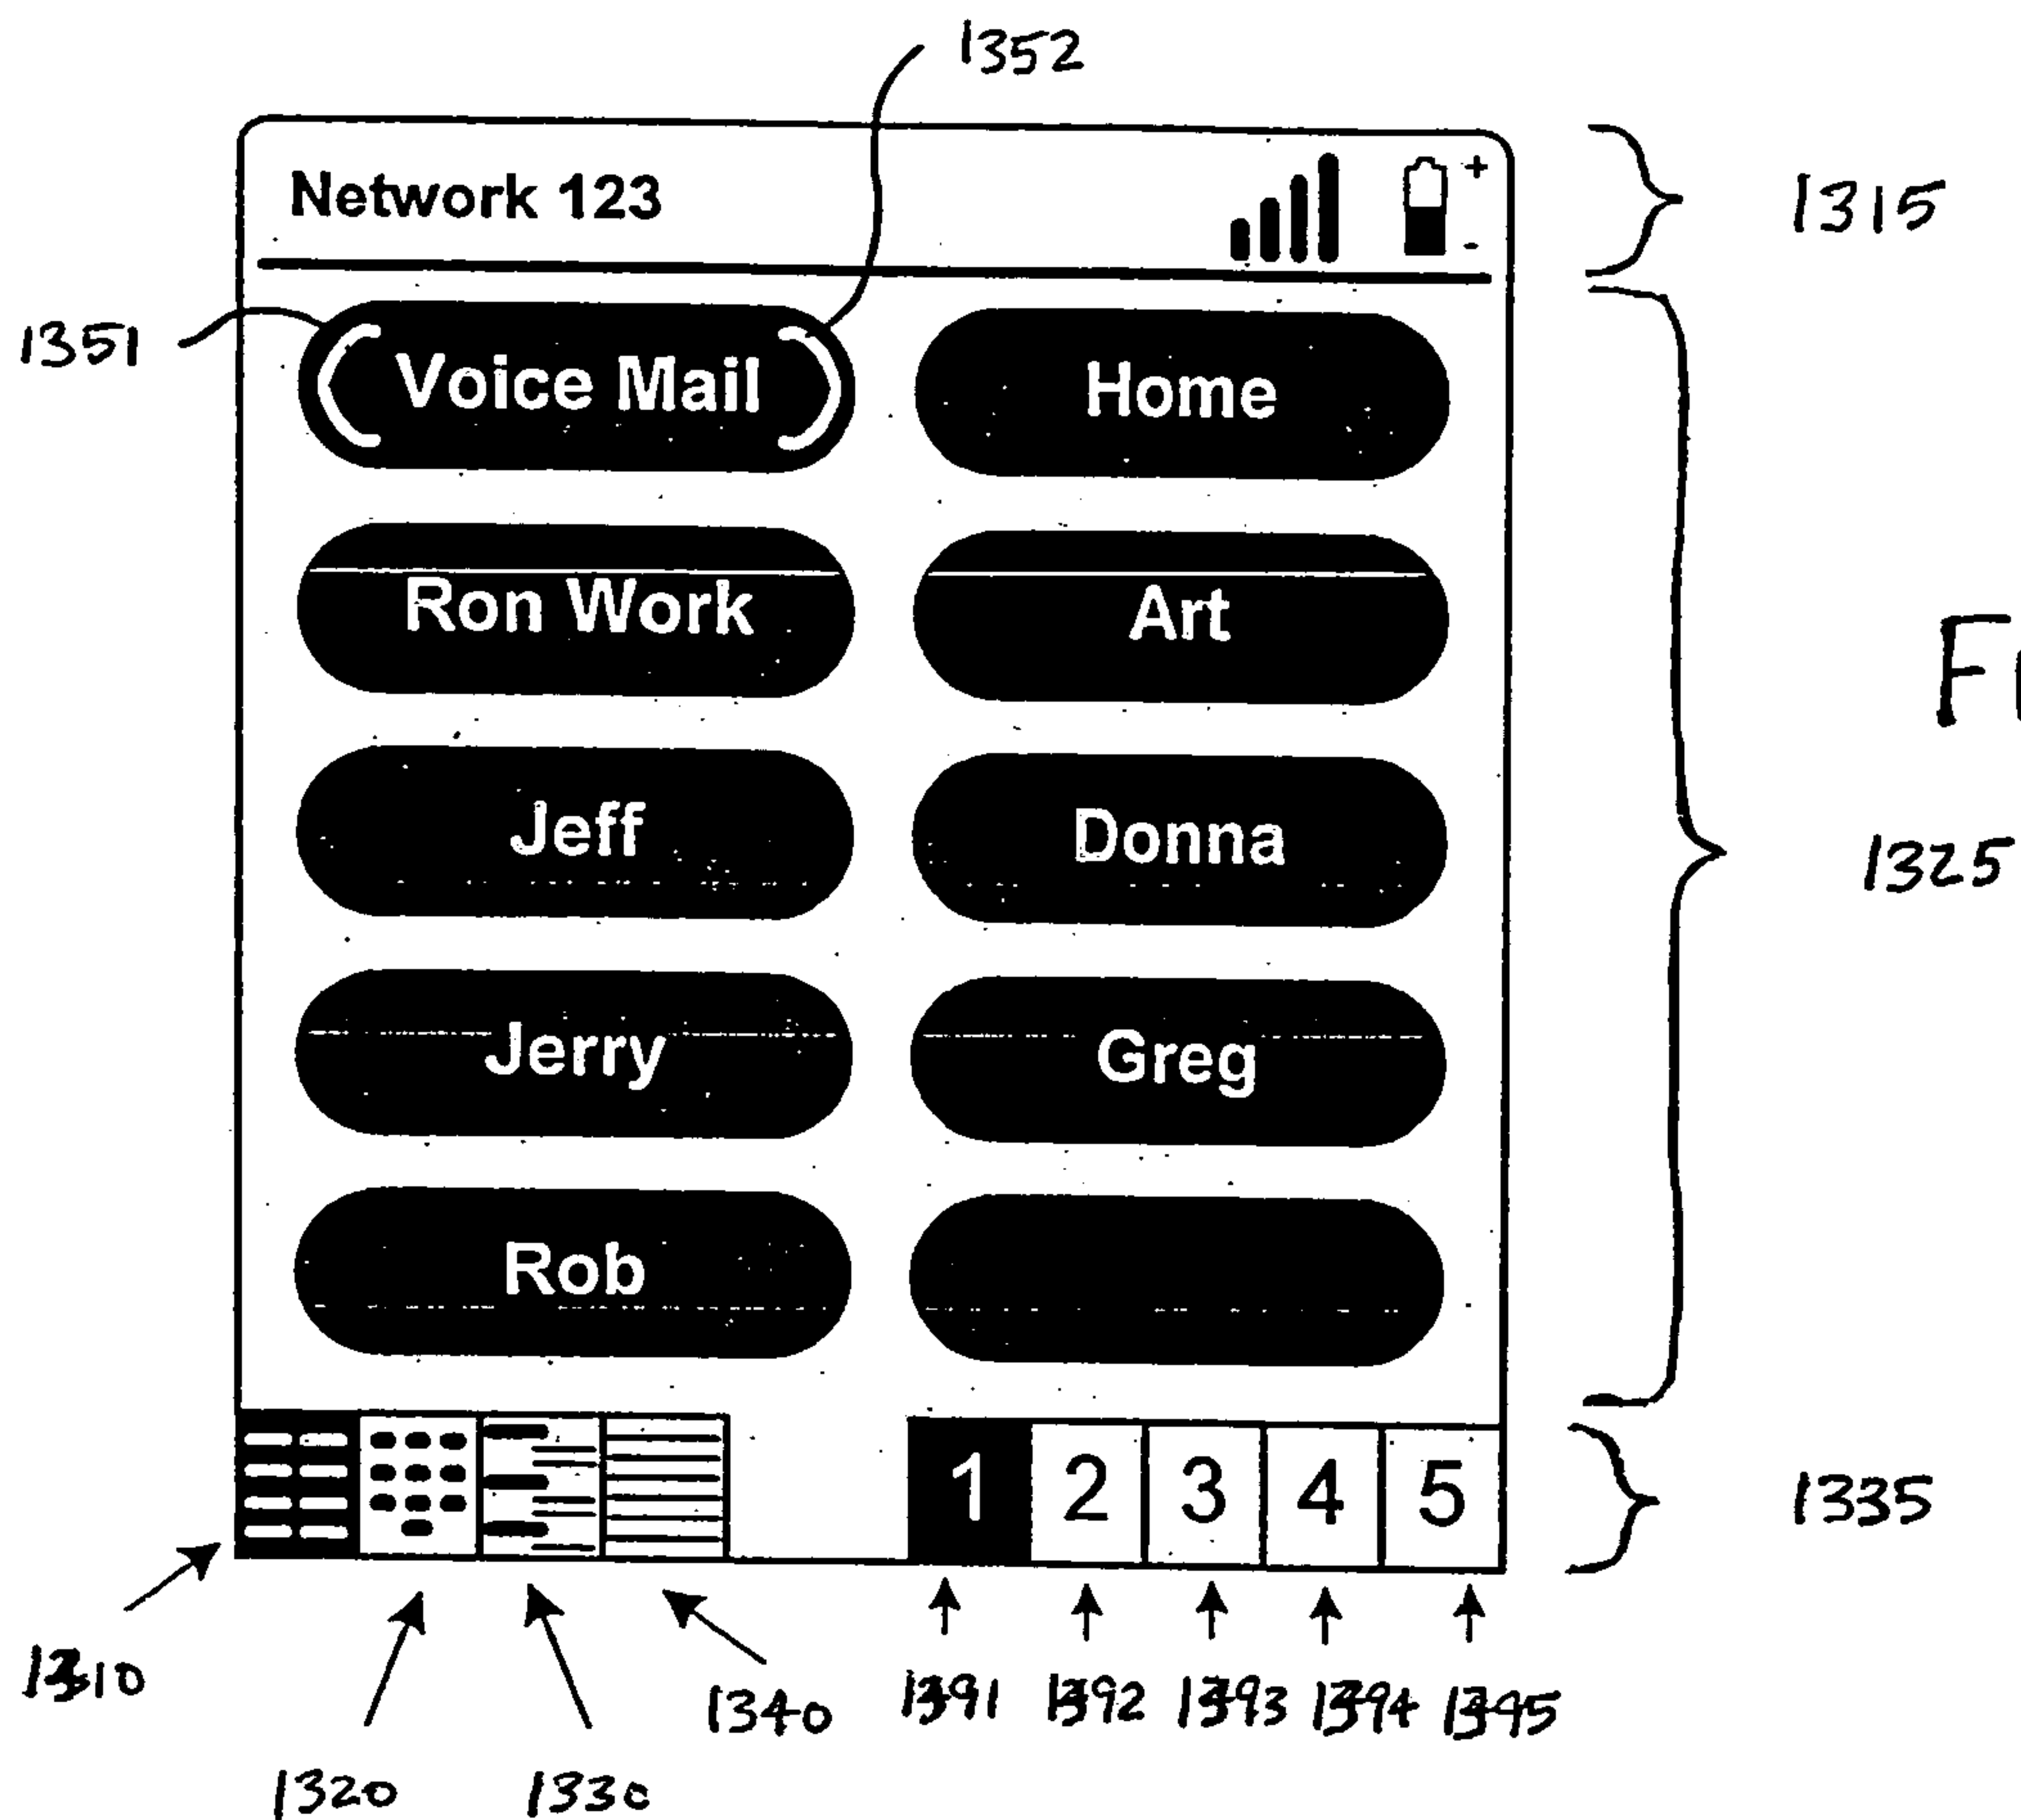 1352
Network 123
+
-
1315
1351
Voice Mail
Home
Ron Work
Art
Jeff
Donna
1325
Jerry
Greg
Rob
1 2 3 4 5
1335
1310
1320
1330
1340
1391
1392
1393
1394
1395